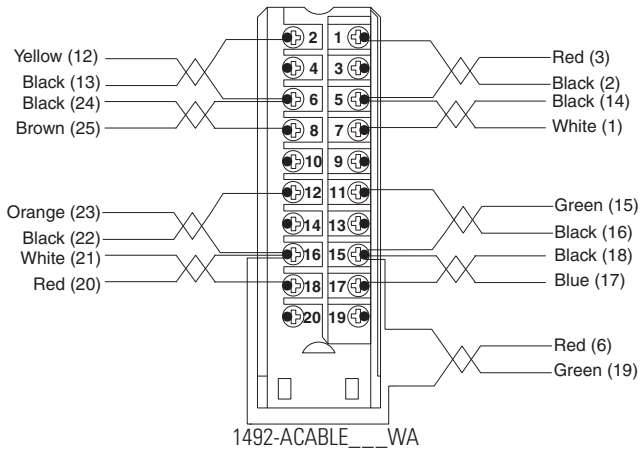 2 1
Yellow (12)
4 3
Red (3)
Black (13)
Black (2)
Black (24)
6 5
Black (14)
Brown (25)
8 7
White (1)
10 9
12 11
Orange (23)
Green (15)
14 13
Black (22)
Black (16)
White (21)
16 15
Black (18)
Red (20)
18 17
Blue (17)
20 19
Red (6)
Green (19)
1492-ACABLE___WA